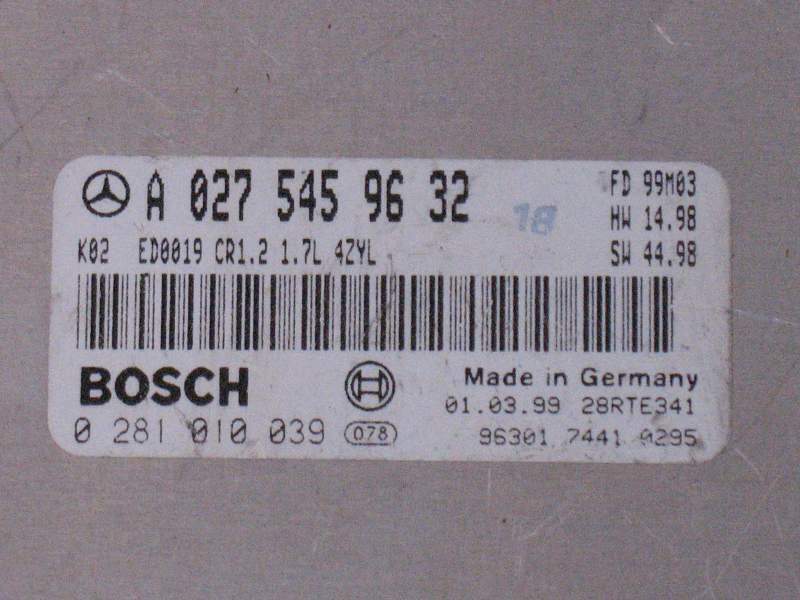 A 027 545 96 32
18
FD 99M03
HW 14.98
K02 ED0019 CR1.2 1.7L 4ZYL
SW 44.98
BOSCH
Made in Germany
01.03.99 28RTE341
0 281 010 039
078
96301 7441 0295